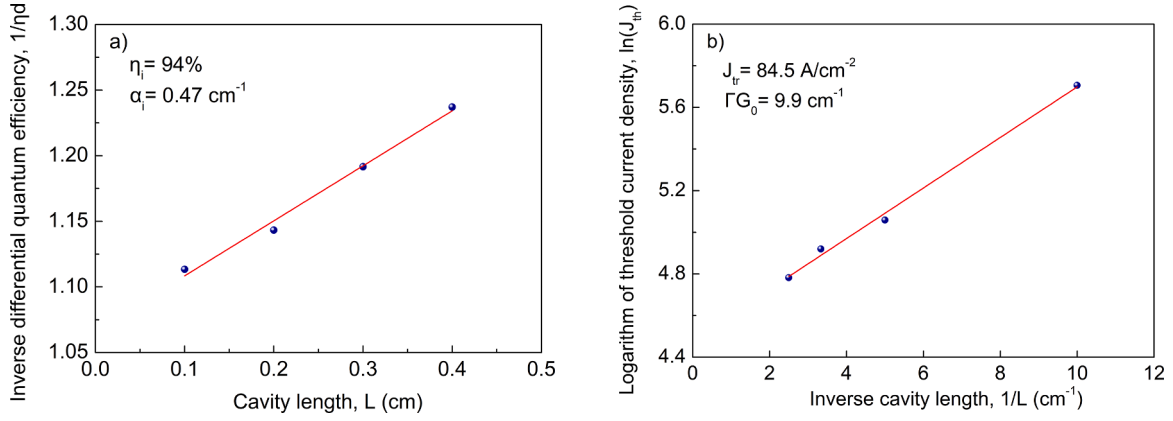 a)
ηi= 94%
αi= 0.47 cm-1
Inverse differential quantum efficiency, 1/ηd
1.30
1.25
1.20
1.15
1.10
1.05
0.0 0.1 0.2 0.3 0.4 0.5
Cavity length, L (cm)
b)
Jtr= 84.5 A/cm-2
ΓG0= 9.9 cm-1
Logarithm of threshold current density, ln(Jth)
6.0
5.6
5.2
4.8
4.4
0 2 4 6 8 10 12
Inverse cavity length, 1/L (cm-1)